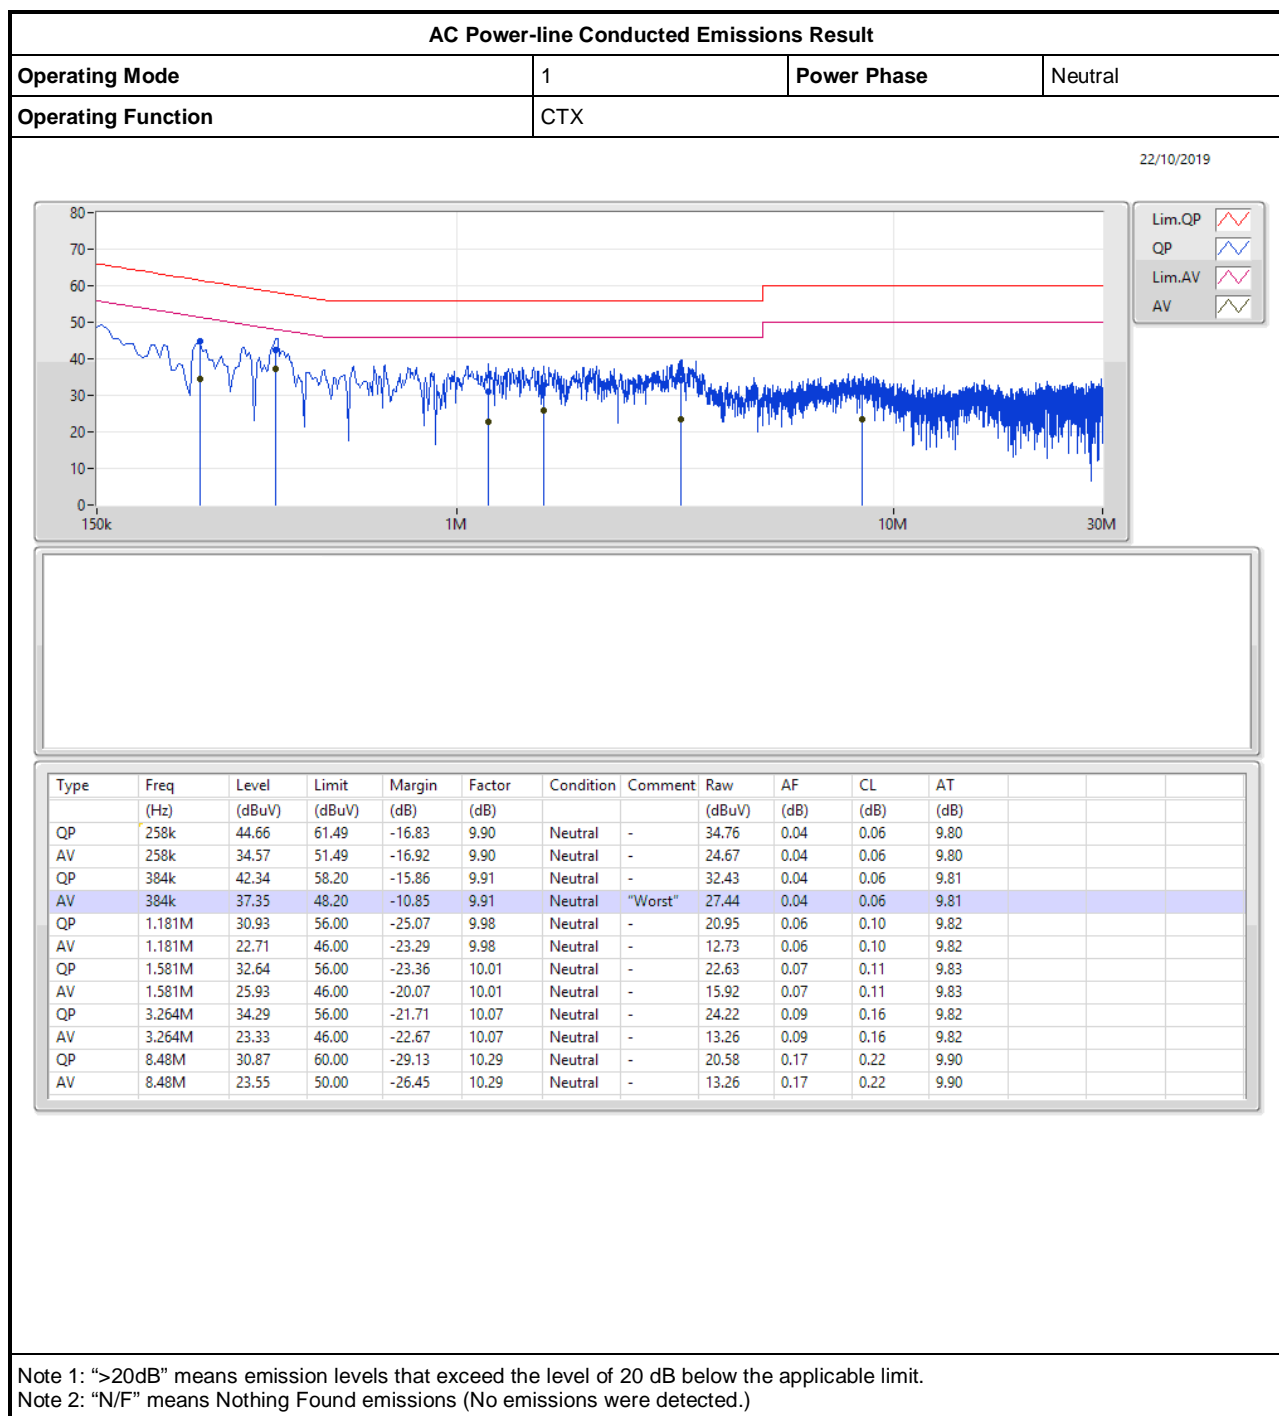 AC Power-line Conducted Emissions Result
Operating Mode 1 Power Phase Neutral
Operating Function CTX
22/10/2019
80
70
60
50
40
30
20
10
0
150k 1M 10M 30M
Lim.QP
QP
Lim.AV
AV
Type Freq Level Limit Margin Factor Condition Comment Raw AF CL AT
(Hz) (dBuV) (dBuV) (dB) (dB) (dBuV) (dB) (dB) (dB)
QP 258k 44.66 61.49 -16.83 9.90 Neutral - 34.76 0.04 0.06 9.80
AV 258k 34.57 51.49 -16.92 9.90 Neutral - 24.67 0.04 0.06 9.80
QP 384k 42.34 58.20 -15.86 9.91 Neutral - 32.43 0.04 0.06 9.81
AV 384k 37.35 48.20 -10.85 9.91 Neutral "Worst" 27.44 0.04 0.06 9.81
QP 1.181M 30.93 56.00 -25.07 9.98 Neutral - 20.95 0.06 0.10 9.82
AV 1.181M 22.71 46.00 -23.29 9.98 Neutral - 12.73 0.06 0.10 9.82
QP 1.581M 32.64 56.00 -23.36 10.01 Neutral - 22.63 0.07 0.11 9.83
AV 1.581M 25.93 46.00 -20.07 10.01 Neutral - 15.92 0.07 0.11 9.83
QP 3.264M 34.29 56.00 -21.71 10.07 Neutral - 24.22 0.09 0.16 9.82
AV 3.264M 23.33 46.00 -22.67 10.07 Neutral - 13.26 0.09 0.16 9.82
QP 8.48M 30.87 60.00 -29.13 10.29 Neutral - 20.58 0.17 0.22 9.90
AV 8.48M 23.55 50.00 -26.45 10.29 Neutral - 13.26 0.17 0.22 9.90
Note 1: “>20dB” means emission levels that exceed the level of 20 dB below the applicable limit.
Note 2: “N/F” means Nothing Found emissions (No emissions were detected.)